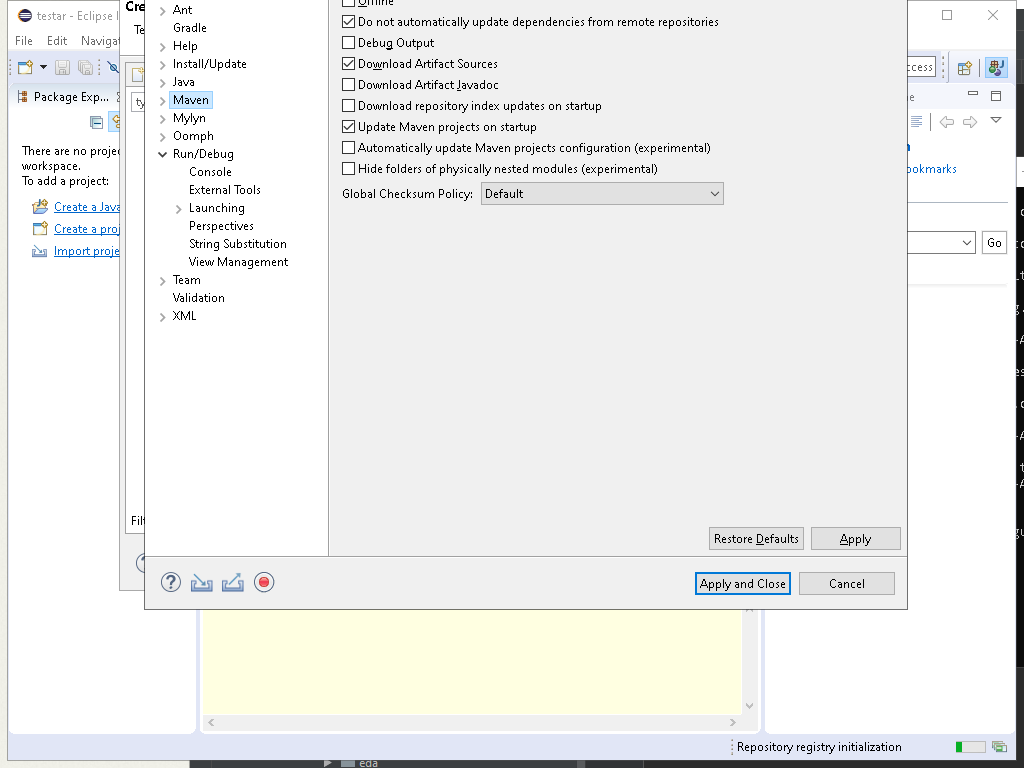 testar - Eclipse
Cre
File Edit Navigat
Te
Package Exp...
ty
There are no projec
workspace.
To add a project:
Create a Java
Create a proj
Import proje
Filt
Ant
Gradle
Help
Install/Update
Java
Maven
Mylyn
Oomph
Run/Debug
Console
External Tools
Launching
Perspectives
String Substitution
View Management
Team
Validation
XML
Offline
Do not automatically update dependencies from remote repositories
Debug Output
Download Artifact Sources
Download Artifact Javadoc
Download repository index updates on startup
Update Maven projects on startup
Automatically update Maven projects configuration (experimental)
Hide folders of physically nested modules (experimental)
Global Checksum Policy: Default
Restore Defaults Apply
Apply and Close Cancel
ccess
ookmarks
Go
Repository registry initialization
eda